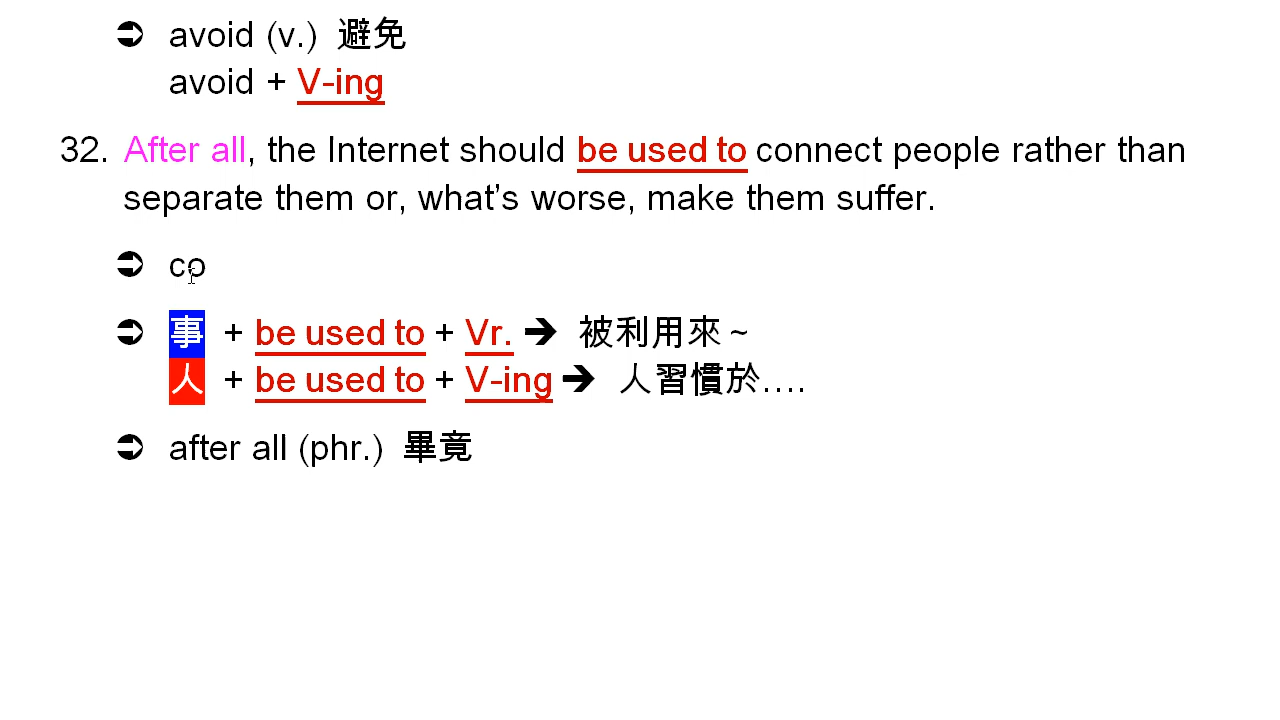 ➲ avoid (v.) 避免
avoid + V-ing
32. After all, the Internet should be used to connect people rather than
separate them or, what’s worse, make them suffer.
➲ co
➲ 事 + be used to + Vr. ➔ 被利用來～
人 + be used to + V-ing ➔ 人習慣於….
➲ after all (phr.) 畢竟